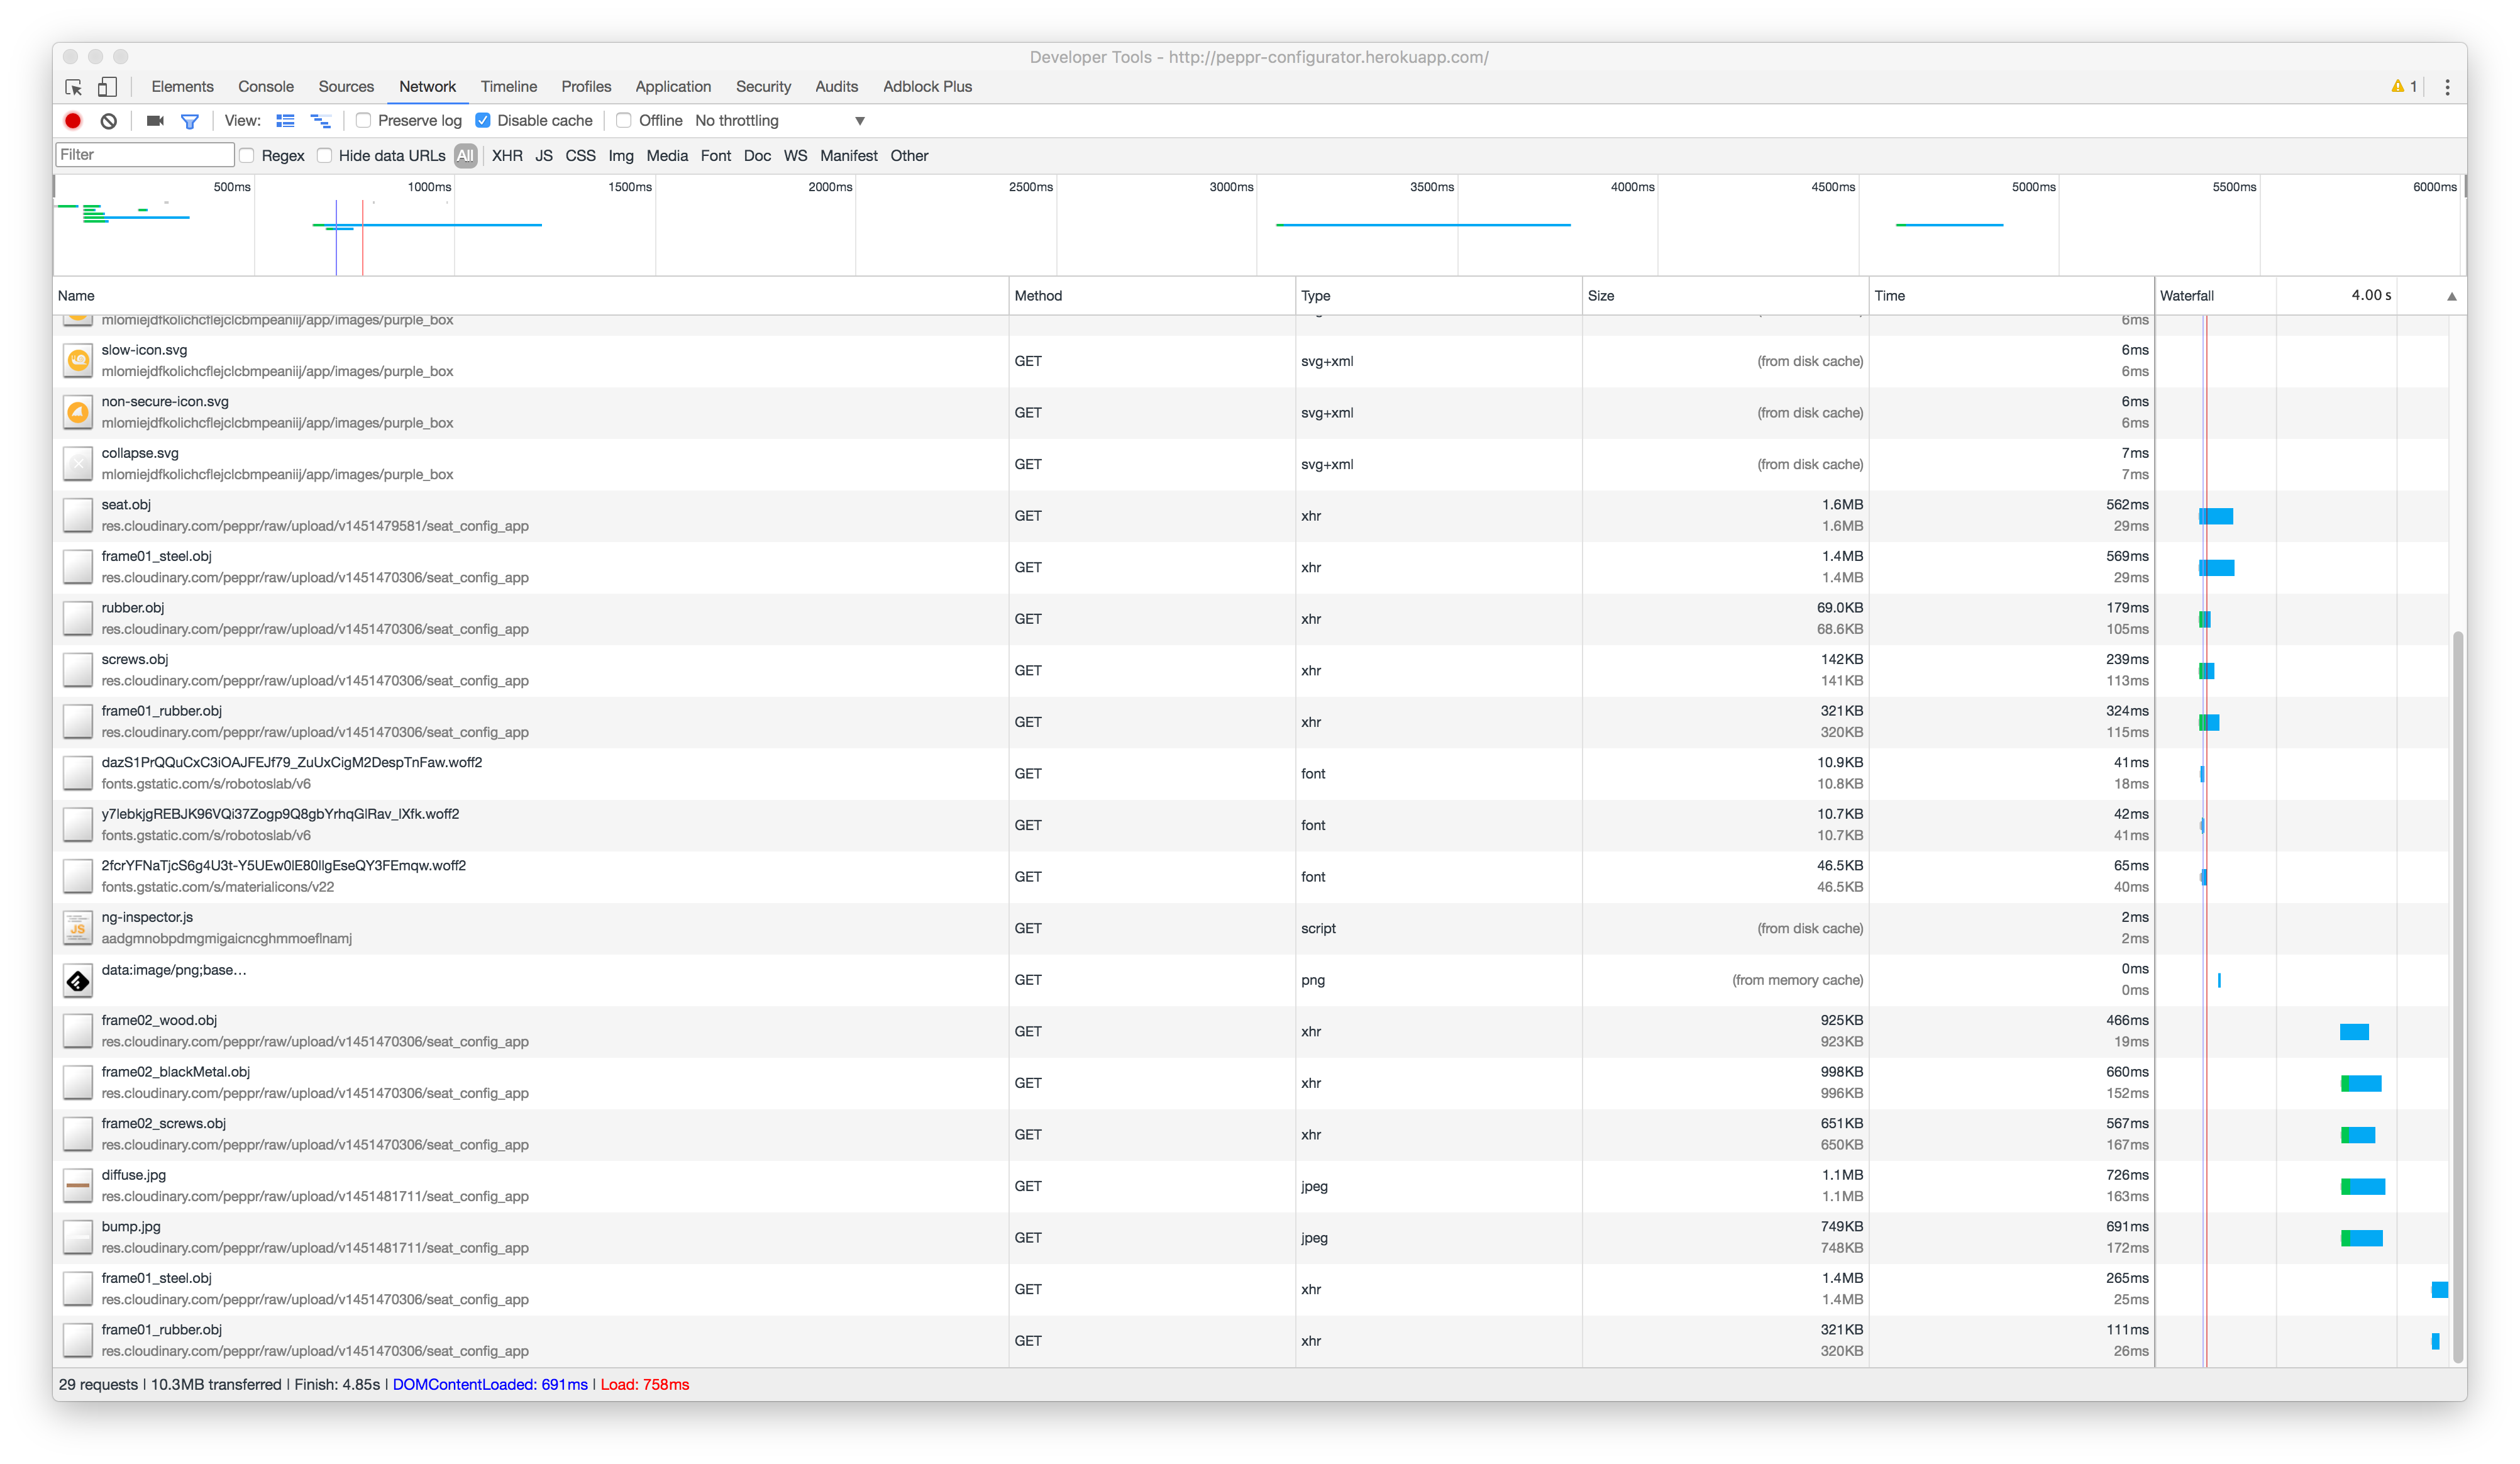 Developer Tools - http://peppr-configurator.herokuapp.com/
Elements Console Sources Network Timeline Profiles Application Security Audits Adblock Plus 1
View: Preserve log Disable cache Offline No throttling
Filter Regex Hide data URLs All XHR JS CSS Img Media Font Doc WS Manifest Other
500ms 1000ms 1500ms 2000ms 2500ms 3000ms 3500ms 4000ms 4500ms 5000ms 5500ms 6000ms
Name Method Type Size Time Waterfall 4.00 s
mlomiejdfkolichcflejclcbmpeaniij/app/images/purple_box 6ms
slow-icon.svg 6ms
GET svg+xml (from disk cache)
mlomiejdfkolichcflejclcbmpeaniij/app/images/purple_box 6ms
non-secure-icon.svg 6ms
GET svg+xml (from disk cache)
mlomiejdfkolichcflejclcbmpeaniij/app/images/purple_box 6ms
collapse.svg 7ms
GET svg+xml (from disk cache)
mlomiejdfkolichcflejclcbmpeaniij/app/images/purple_box 7ms
seat.obj 1.6MB 562ms
GET xhr
res.cloudinary.com/peppr/raw/upload/v1451479581/seat_config_app 1.6MB 29ms
frame01_steel.obj 1.4MB 569ms
GET xhr
res.cloudinary.com/peppr/raw/upload/v1451470306/seat_config_app 1.4MB 29ms
rubber.obj 69.0KB 179ms
GET xhr
res.cloudinary.com/peppr/raw/upload/v1451470306/seat_config_app 68.6KB 105ms
screws.obj 142KB 239ms
GET xhr
res.cloudinary.com/peppr/raw/upload/v1451470306/seat_config_app 141KB 113ms
frame01_rubber.obj 321KB 324ms
GET xhr
res.cloudinary.com/peppr/raw/upload/v1451470306/seat_config_app 320KB 115ms
dazS1PrQQuCxC3iOAJFEJf79_ZuUxCigM2DespTnFaw.woff2 10.9KB 41ms
GET font
fonts.gstatic.com/s/robotoslab/v6 10.8KB 18ms
y7lebkjgREBJK96VQi37Zogp9Q8gbYrhqGlRav_IXfk.woff2 10.7KB 42ms
GET font
fonts.gstatic.com/s/robotoslab/v6 10.7KB 41ms
2fcrYFNaTjcS6g4U3t-Y5UEw0lE80llgEseQY3FEmqw.woff2 46.5KB 65ms
GET font
fonts.gstatic.com/s/materialicons/v22 46.5KB 40ms
ng-inspector.js 2ms
JS GET script (from disk cache)
aadgmnobpdmgmigaicncghmmoeflnamj 2ms
data:image/png;base… 0ms
GET png (from memory cache)
0ms
frame02_wood.obj 925KB 466ms
GET xhr
res.cloudinary.com/peppr/raw/upload/v1451470306/seat_config_app 923KB 19ms
frame02_blackMetal.obj 998KB 660ms
GET xhr
res.cloudinary.com/peppr/raw/upload/v1451470306/seat_config_app 996KB 152ms
frame02_screws.obj 651KB 567ms
GET xhr
res.cloudinary.com/peppr/raw/upload/v1451470306/seat_config_app 650KB 167ms
diffuse.jpg 1.1MB 726ms
GET jpeg
res.cloudinary.com/peppr/raw/upload/v1451481711/seat_config_app 1.1MB 163ms
bump.jpg 749KB 691ms
GET jpeg
res.cloudinary.com/peppr/raw/upload/v1451481711/seat_config_app 748KB 172ms
frame01_steel.obj 1.4MB 265ms
GET xhr
res.cloudinary.com/peppr/raw/upload/v1451470306/seat_config_app 1.4MB 25ms
frame01_rubber.obj 321KB 111ms
GET xhr
res.cloudinary.com/peppr/raw/upload/v1451470306/seat_config_app 320KB 26ms
29 requests | 10.3MB transferred | Finish: 4.85s | DOMContentLoaded: 691ms | Load: 758ms